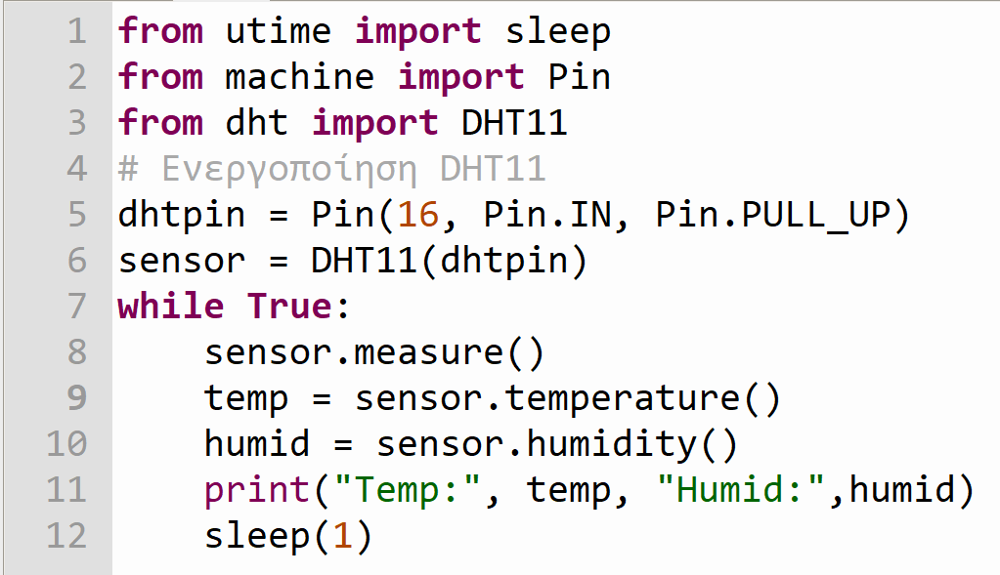 1 from utime import sleep
2 from machine import Pin
3 from dht import DHT11
4 # Ενεργοποίηση DHT11
5 dhtpin = Pin(16, Pin.IN, Pin.PULL_UP)
6 sensor = DHT11(dhtpin)
7 while True:
8     sensor.measure()
9     temp = sensor.temperature()
10     humid = sensor.humidity()
11     print("Temp:", temp, "Humid:",humid)
12     sleep(1)